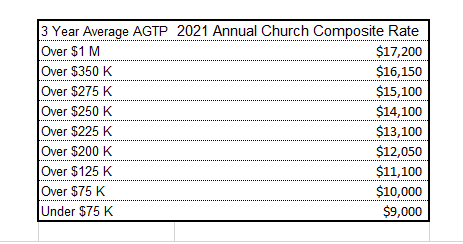 3 Year Average AGTP 2021 Annual Church Composite Rate
Over $1 M $17,200
Over $350 K $16,150
Over $275 K $15,100
Over $250 K $14,100
Over $225 K $13,100
Over $200 K $12,050
Over $125 K $11,100
Over $75 K $10,000
Under $75 K $9,000